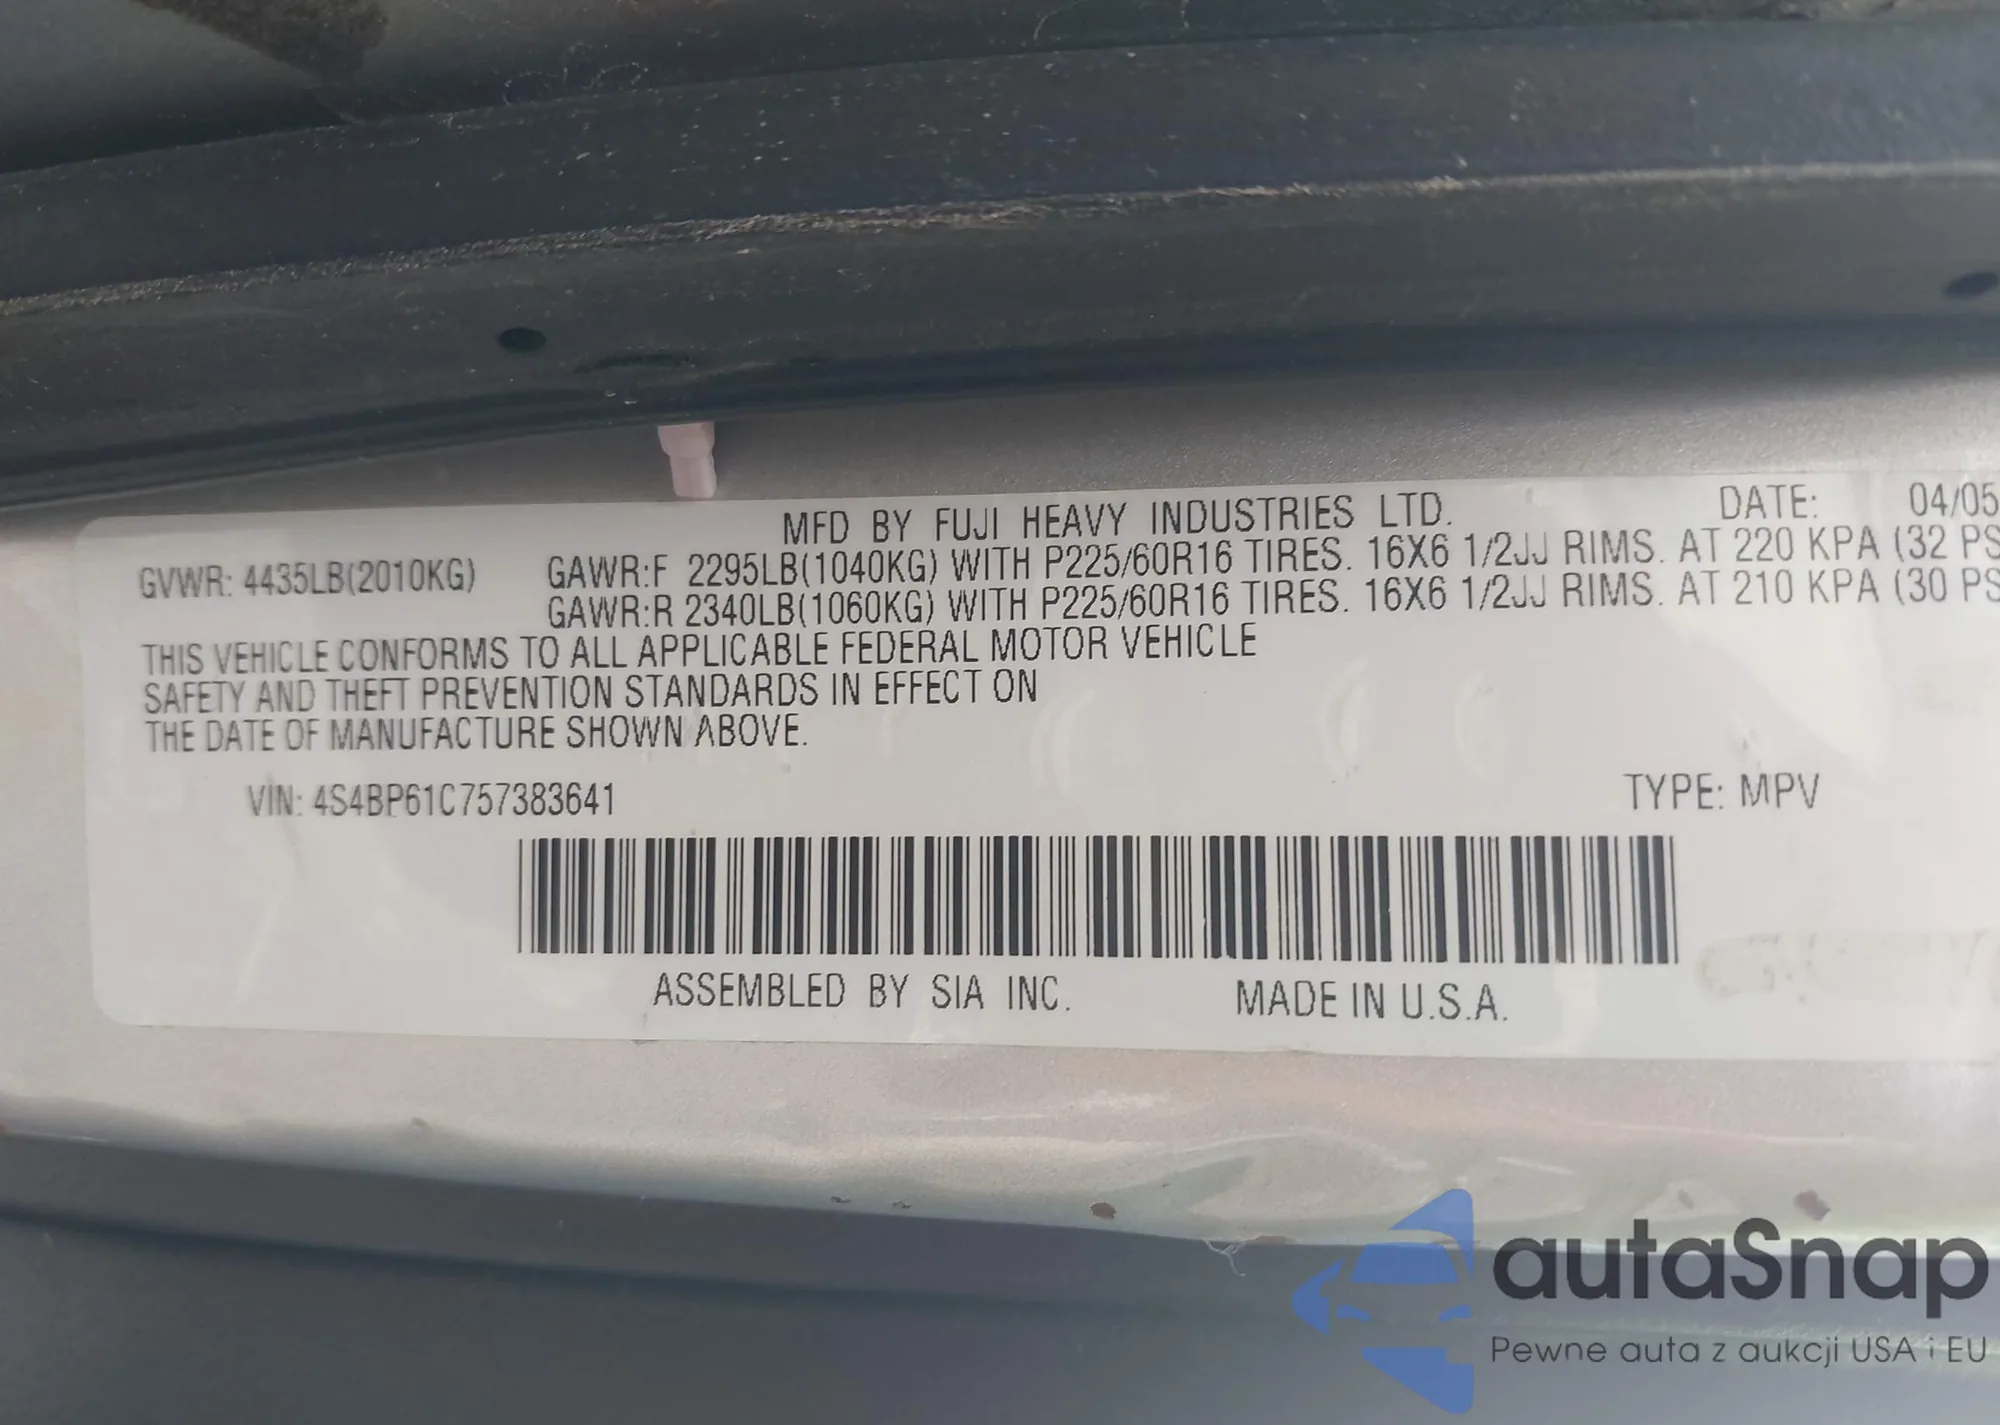 MFD BY FUJI HEAVY INDUSTRIES LTD. DATE: 04/05
GVWR: 4435LB(2010KG) GAWR:F 2295LB(1040KG) WITH P225/60R16 TIRES. 16X6 1/2JJ RIMS. AT 220 KPA (32 PS
GAWR:R 2340LB(1060KG) WITH P225/60R16 TIRES. 16X6 1/2JJ RIMS. AT 210 KPA (30 PS
THIS VEHICLE CONFORMS TO ALL APPLICABLE FEDERAL MOTOR VEHICLE
SAFETY AND THEFT PREVENTION STANDARDS IN EFFECT ON
THE DATE OF MANUFACTURE SHOWN ABOVE.
VIN: 4S4BP61C757383641 TYPE: MPV
ASSEMBLED BY SIA INC. MADE IN U.S.A.
autaSnap
Pewne auta z aukcji USA i EU